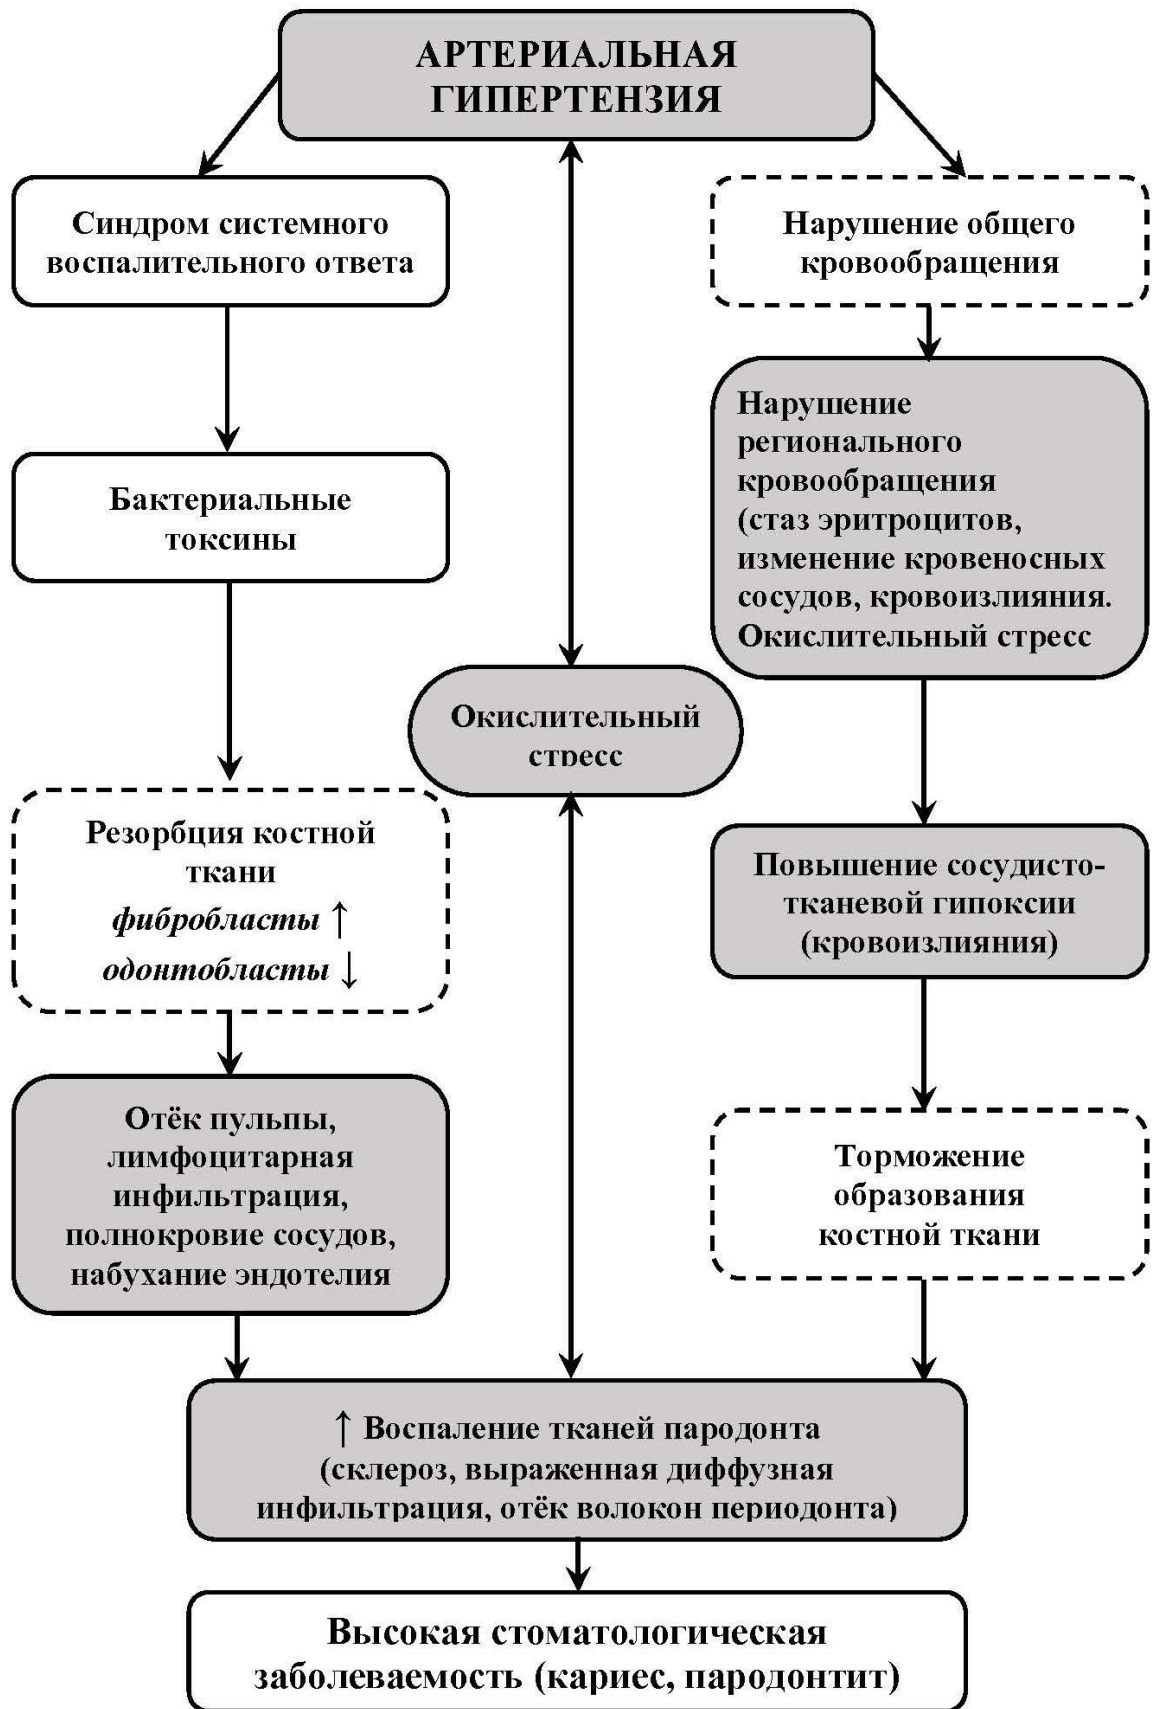 АРТЕРИАЛЬНАЯ
ГИПЕРТЕНЗИЯ
Синдром системного
воспалительного ответа
Нарушение общего
кровообращения
Бактериальные
токсины
Нарушение
регионального
кровообращения
(стаз эритроцитов,
изменение кровеносных
сосудов, кровоизлияния.
Окислительный стресс
Окислительный
стресс
Резорбция костной
ткани
фибробласты ↑
одонтобласты ↓
Повышение сосудисто-
тканевой гипоксии
(кровоизлияния)
Отёк пульпы,
лимфоцитарная
инфильтрация,
полнокровие сосудов,
набухание эндотелия
Торможение
образования
костной ткани
↑ Воспаление тканей пародонта
(склероз, выраженная диффузная
инфильтрация, отёк волокон периодонта)
Высокая стоматологическая
заболеваемость (кариес, пародонтит)